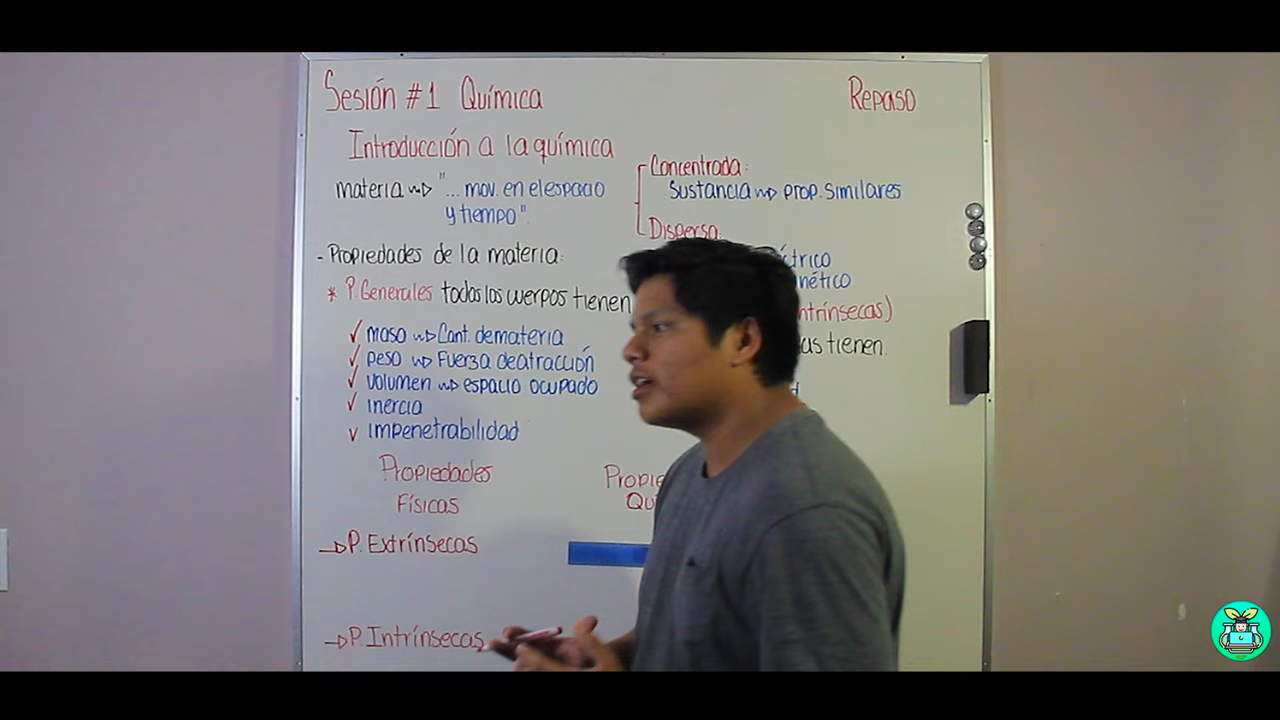 Sesión #1 Química
Repaso
Introducción a la química
materia ⇝ "... mov. en el espacio
y tiempo".
Concentrada:
Sustancia ⇝ prop. similares
Dispersa:
- Propiedades de la materia:
* P. Generales todos los cuerpos tienen
✓ masa ⇝ Cant. de materia
✓ peso ⇝ Fuerza de atracción
✓ volumen ⇝ espacio ocupado
✓ inercia
✓ impenetrabilidad
ctrico
nético
ntrínsecas)
as tienen.
Propiedades
Físicas
Propie
Qu
→ P. Extrínsecas
→ P. Intrínsecas